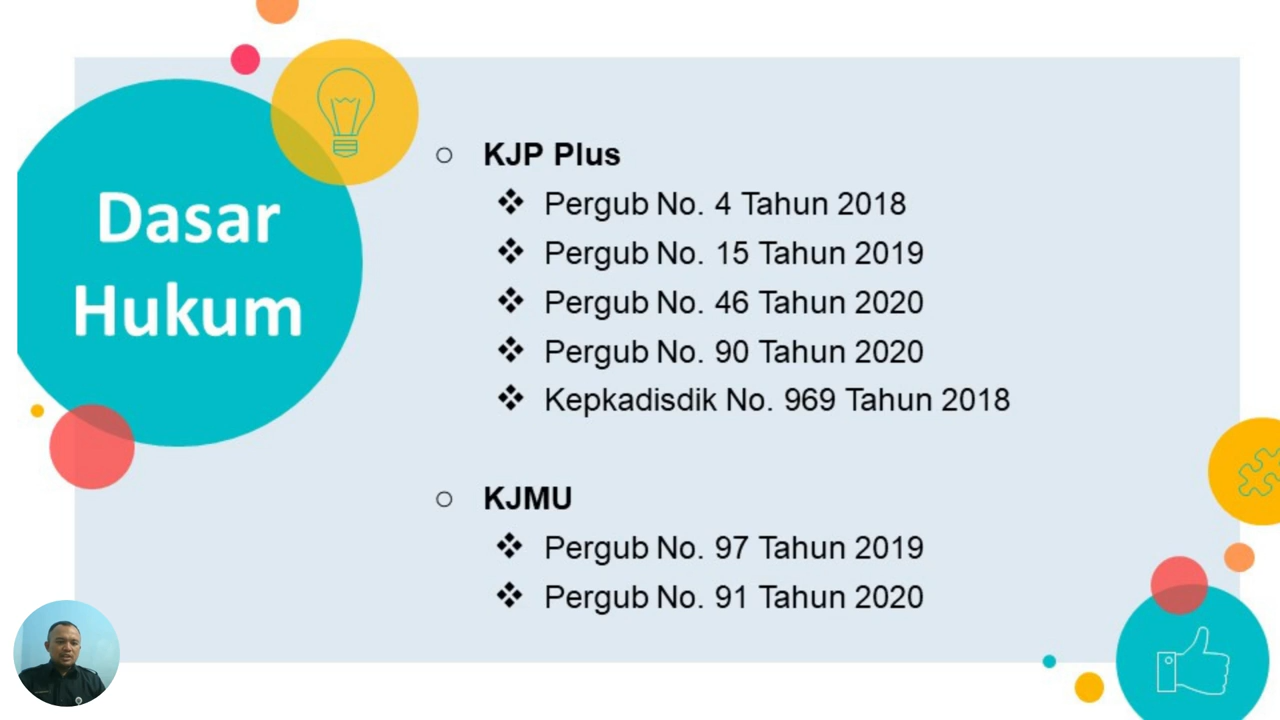 Dasar
Hukum
KJP Plus
Pergub No. 4 Tahun 2018
Pergub No. 15 Tahun 2019
Pergub No. 46 Tahun 2020
Pergub No. 90 Tahun 2020
Kepkadisdik No. 969 Tahun 2018
KJMU
Pergub No. 97 Tahun 2019
Pergub No. 91 Tahun 2020